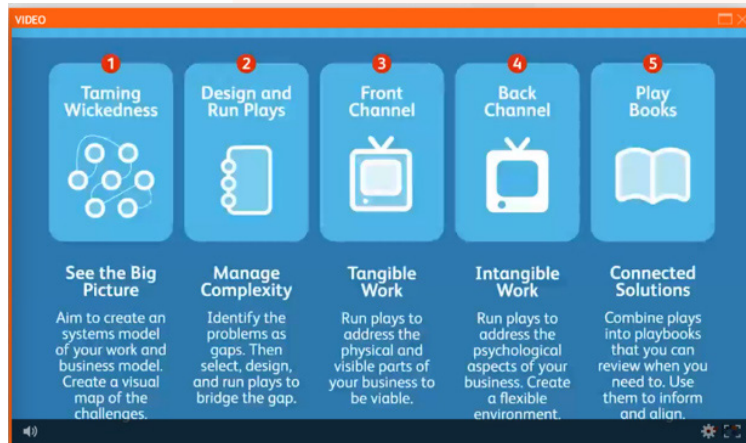 VIDEO
1
Taming
Wickedness
2
Design and
Run Plays
3
Front
Channel
4
Back
Channel
5
Play
Books
See the Big
Picture
Aim to create an
systems model
of your work and
business model.
Create a visual
map of the
challenges.
Manage
Complexity
Identify the
problems as
gaps. Then
select, design,
and run plays to
bridge the gap.
Tangible
Work
Run plays to
address the
physical and
visible parts of
your business to
be viable.
Intangible
Work
Run plays to
address the
psychological
aspects of your
business. Create
a flexible
environment.
Connected
Solutions
Combine plays
into playbooks
that you can
review when you
need to. Use
them to inform
and align.